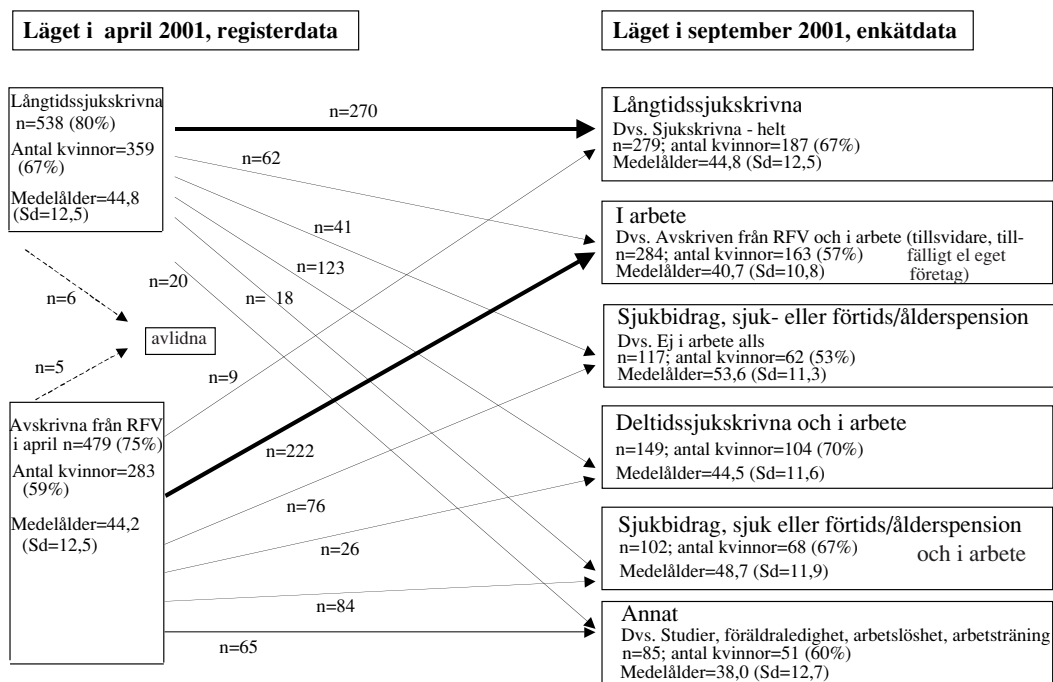 Läget i april 2001, registerdata
Läget i september 2001, enkätdata
Långtidssjukskrivna
n=538 (80%)
Antal kvinnor=359
(67%)
Medelålder=44,8
(Sd=12,5)
n=270
n=62
n=41
n=123
n= 18
n=20
n=6
avlidna
n=5
n=9
Avskrivna från RFV
i april n=479 (75%)
Antal kvinnor=283
(59%)
Medelålder=44,2
(Sd=12,5)
n=222
n=76
n=26
n=84
n=65
Långtidssjukskrivna
Dvs. Sjukskrivna - helt
n=279; antal kvinnor=187 (67%)
Medelålder=44,8 (Sd=12,5)
I arbete
Dvs. Avskriven från RFV och i arbete (tillsvidare, till-
n=284; antal kvinnor=163 (57%) fälligt el eget
Medelålder=40,7 (Sd=10,8) företag)
Sjukbidrag, sjuk- eller förtids/ålderspension
Dvs. Ej i arbete alls
n=117; antal kvinnor=62 (53%)
Medelålder=53,6 (Sd=11,3)
Deltidssjukskrivna och i arbete
n=149; antal kvinnor=104 (70%)
Medelålder=44,5 (Sd=11,6)
Sjukbidrag, sjuk eller förtids/ålderspension
n=102; antal kvinnor=68 (67%) och i arbete
Medelålder=48,7 (Sd=11,9)
Annat
Dvs. Studier, föräldraledighet, arbetslöshet, arbetsträning
n=85; antal kvinnor=51 (60%)
Medelålder=38,0 (Sd=12,7)